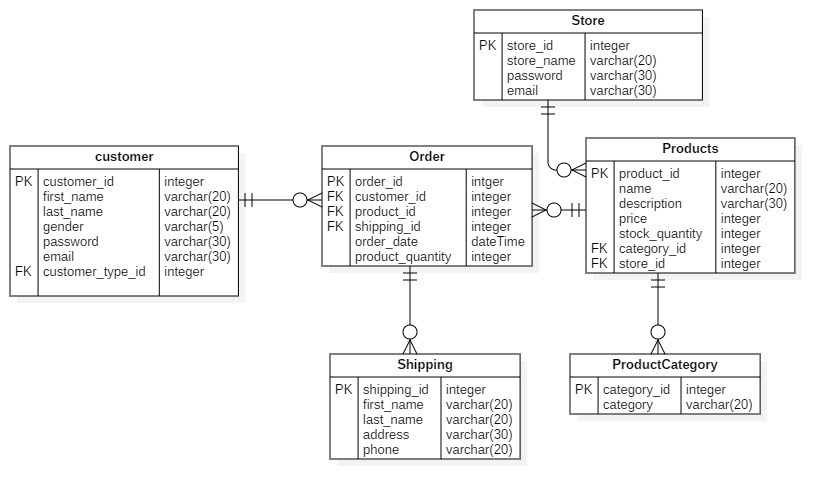 Store
PK store_id integer
store_name varchar(20)
password varchar(30)
email varchar(30)
customer
PK customer_id integer
first_name varchar(20)
last_name varchar(20)
gender varchar(5)
password varchar(30)
email varchar(30)
FK customer_type_id integer
Order
PK order_id intger
FK customer_id integer
FK product_id integer
FK shipping_id integer
order_date dateTime
product_quantity integer
Products
PK product_id integer
name varchar(20)
description varchar(30)
price integer
stock_quantity integer
FK category_id integer
FK store_id integer
Shipping
PK shipping_id integer
first_name varchar(20)
last_name varchar(20)
address varchar(30)
phone varchar(20)
ProductCategory
PK category_id integer
category varchar(20)